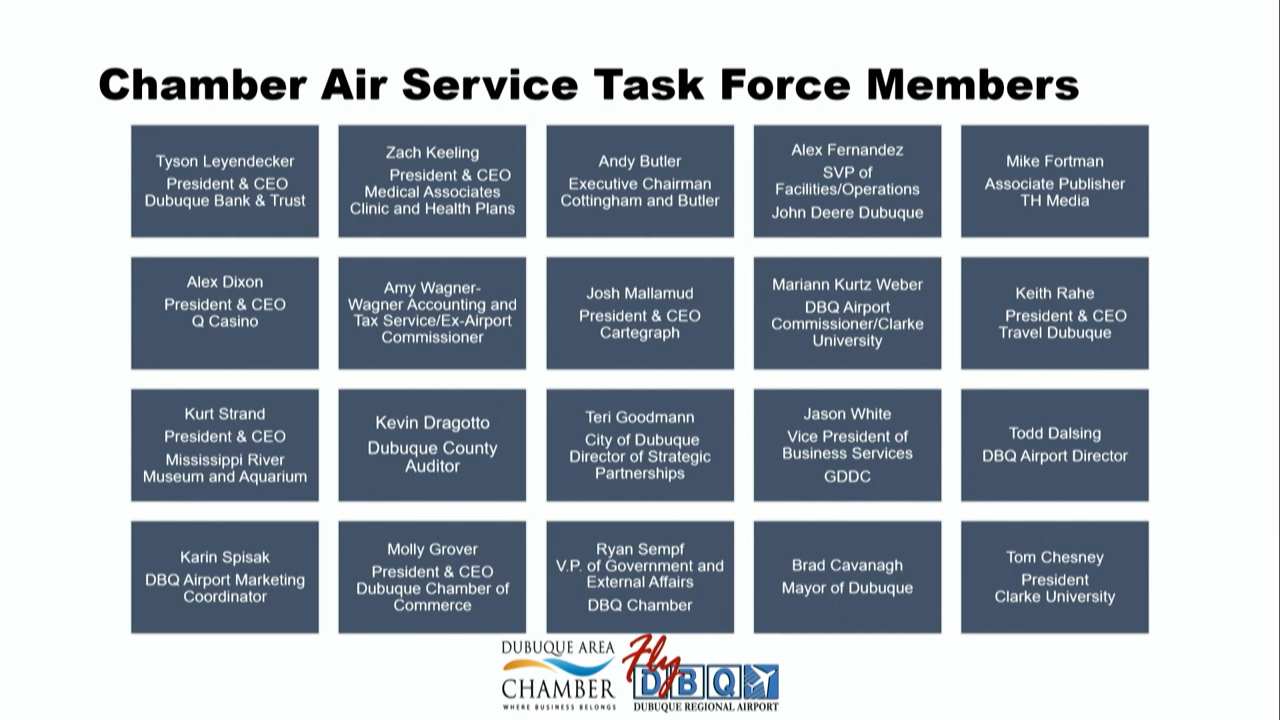 Chamber Air Service Task Force Members
Tyson Leyendecker
President & CEO
Dubuque Bank & Trust
Zach Keeling
President & CEO
Medical Associates
Clinic and Health Plans
Andy Butler
Executive Chairman
Cottingham and Butler
Alex Fernandez
SVP of
Facilities/Operations
John Deere Dubuque
Mike Fortman
Associate Publisher
TH Media
Alex Dixon
President & CEO
Q Casino
Amy Wagner-
Wagner Accounting and
Tax Service/Ex-Airport
Commissioner
Josh Mallamud
President & CEO
Cartegraph
Mariann Kurtz Weber
DBQ Airport
Commissioner/Clarke
University
Keith Rahe
President & CEO
Travel Dubuque
Kurt Strand
President & CEO
Mississippi River
Museum and Aquarium
Kevin Dragotto
Dubuque County
Auditor
Teri Goodmann
City of Dubuque
Director of Strategic
Partnerships
Jason White
Vice President of
Business Services
GDDC
Todd Dalsing
DBQ Airport Director
Karin Spisak
DBQ Airport Marketing
Coordinator
Molly Grover
President & CEO
Dubuque Chamber of
Commerce
Ryan Sempf
V.P. of Government and
External Affairs
DBQ Chamber
Brad Cavanagh
Mayor of Dubuque
Tom Chesney
President
Clarke University
DUBUQUE AREA
CHAMBER
WHERE BUSINESS BELONGS
Fly
DBQ
DUBUQUE REGIONAL AIRPORT